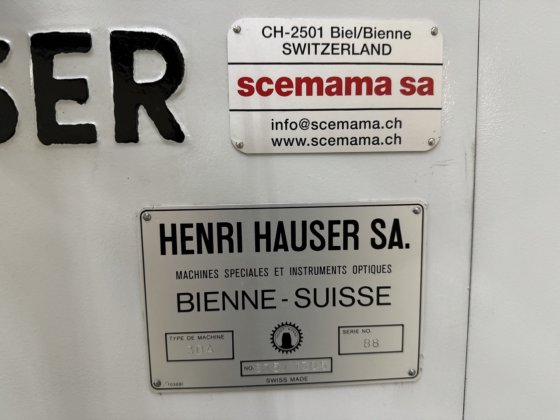 SER
CH-2501 Biel/Bienne
SWITZERLAND
scemama sa
info@scemama.ch
www.scemama.ch
HENRI HAUSER SA.
MACHINES SPECIALES ET INSTRUMENTS OPTIQUES
BIENNE-SUISSE
TYPE DE MACHINE
SERIE NO.
88
NO.
SWISS MADE